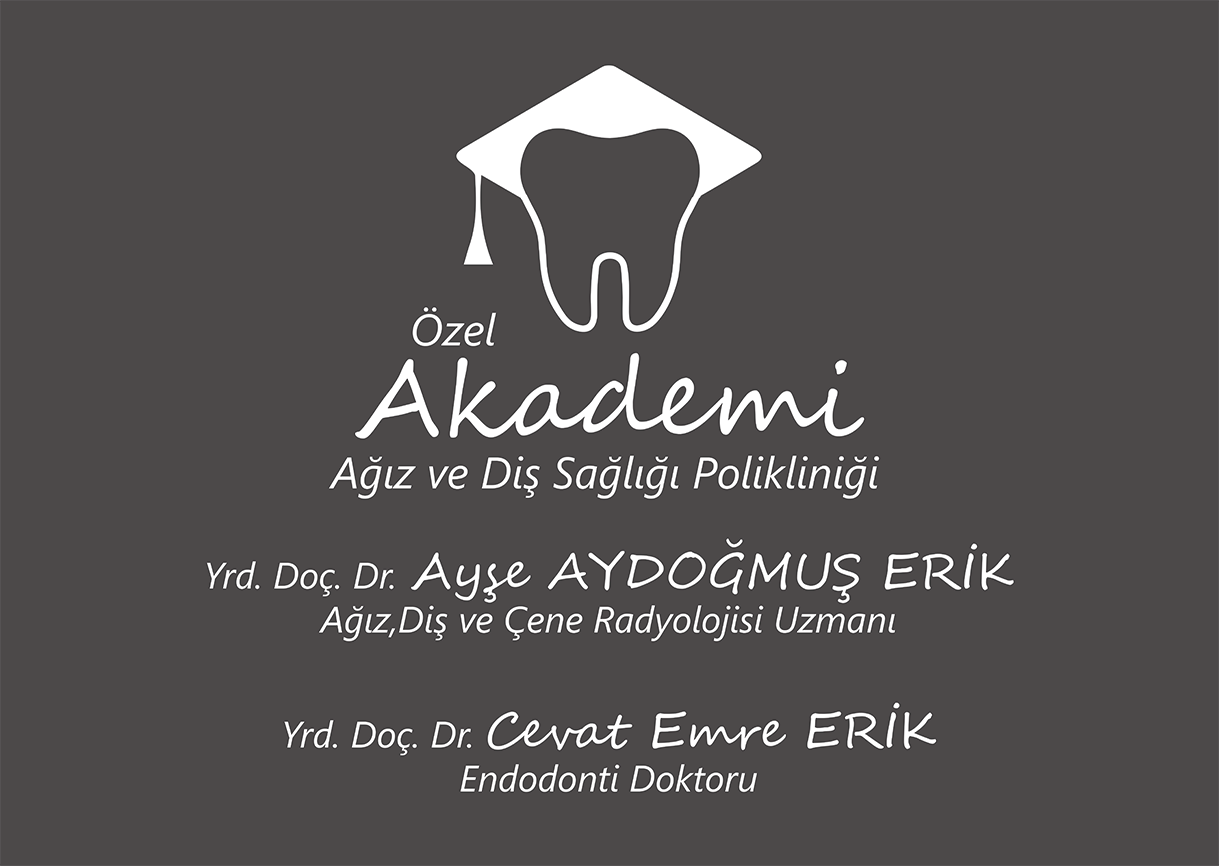 Özel
Akademi
Ağız ve Diş Sağlığı Polikliniği
Yrd. Doç. Dr. Ayşe AYDOĞMUŞ ERİK
Ağız,Diş ve Çene Radyolojisi Uzmanı
Yrd. Doç. Dr. Cevat Emre ERİK
Endodonti Doktoru